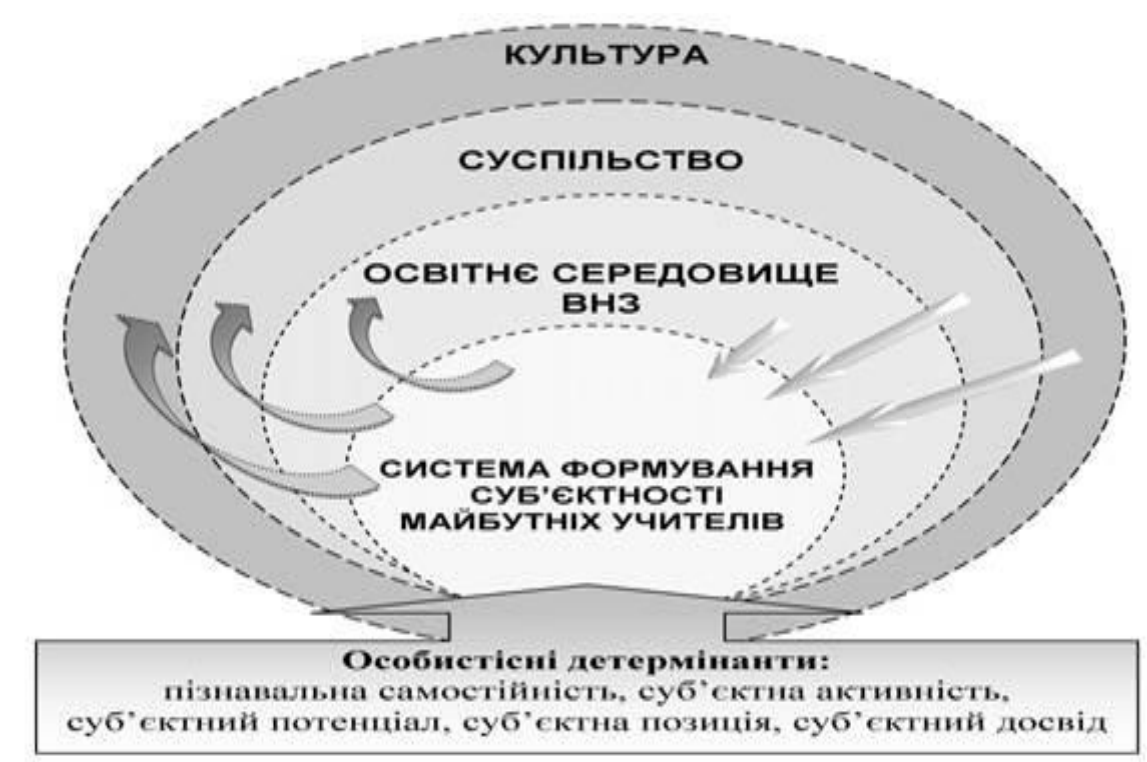 КУЛЬТУРА
СУСПІЛЬСТВО
ОСВІТНЄ СЕРЕДОВИЩЕ
ВНЗ
СИСТЕМА ФОРМУВАННЯ
СУБ'ЄКТНОСТІ
МАЙБУТНІХ УЧИТЕЛІВ
Особистісні детермінанти:
пізнавальна самостійність, суб'єктна активність,
суб'єктний потенціал, суб'єктна позиція, суб'єктний досвід